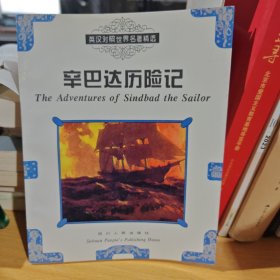 英汉对照世界名著精选
辛巴达历险记
The Adventures of Sindbad the Sailor
四川人民出版社
Sichuan People's Publishing House